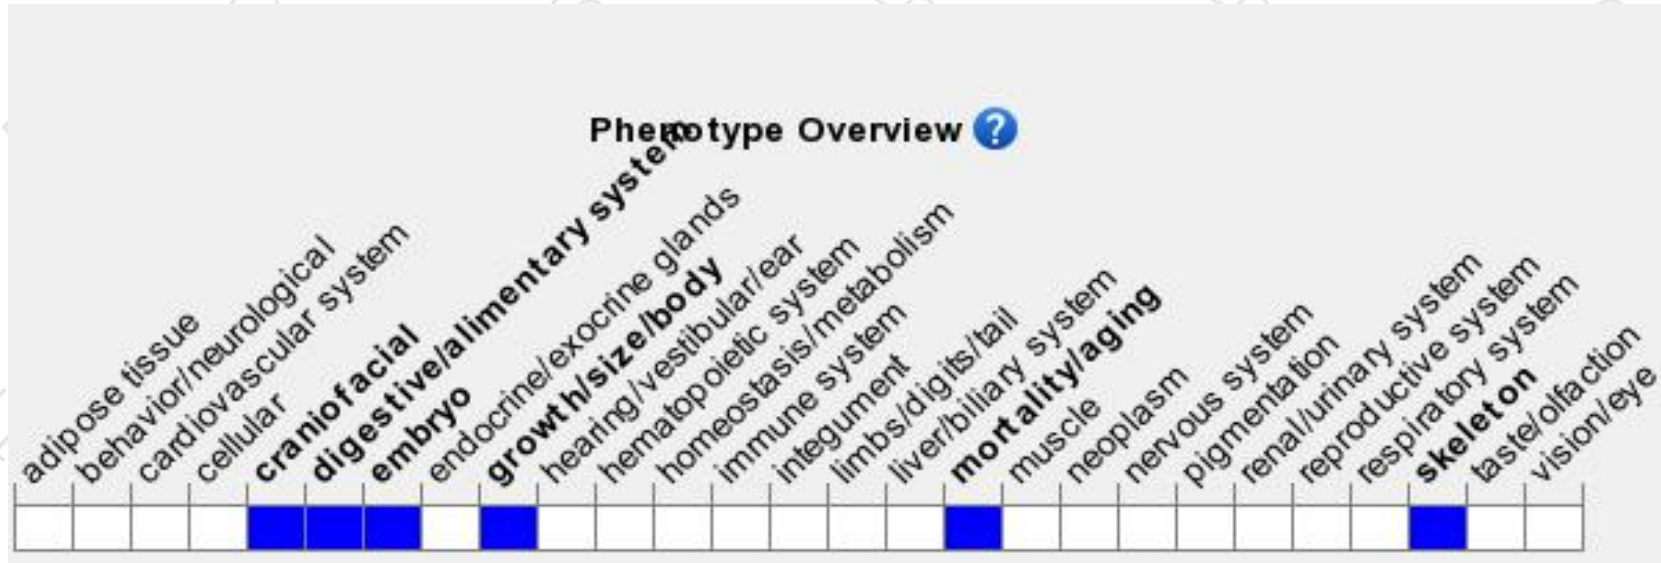 Phenotype Overview ?
adipose tissue
behavior/neurological
cardiovascular system
cellular
craniofacial
digestive/alimentary system
embryo
endocrine/exocrine glands
growth/size/body
hearing/vestibular/ear
hematopoietic system
homeostasis/metabolism
immune system
integument
limbs/digits/tail
liver/biliary system
mortality/aging
muscle
neoplasm
nervous system
pigmentation
renal/urinary system
reproductive system
respiratory system
skeleton
taste/olfaction
vision/eye